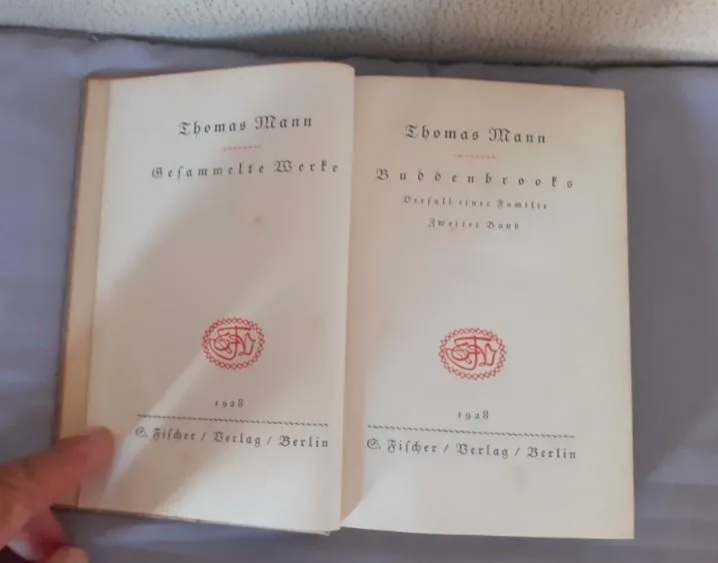 Thomas Mann
Gesammelte Werke
1928
S. Fischer / Verlag / Berlin
Thomas Mann
Buddenbrooks
Verfall einer Familie
Zweiter Band
1928
S. Fischer / Verlag / Berlin